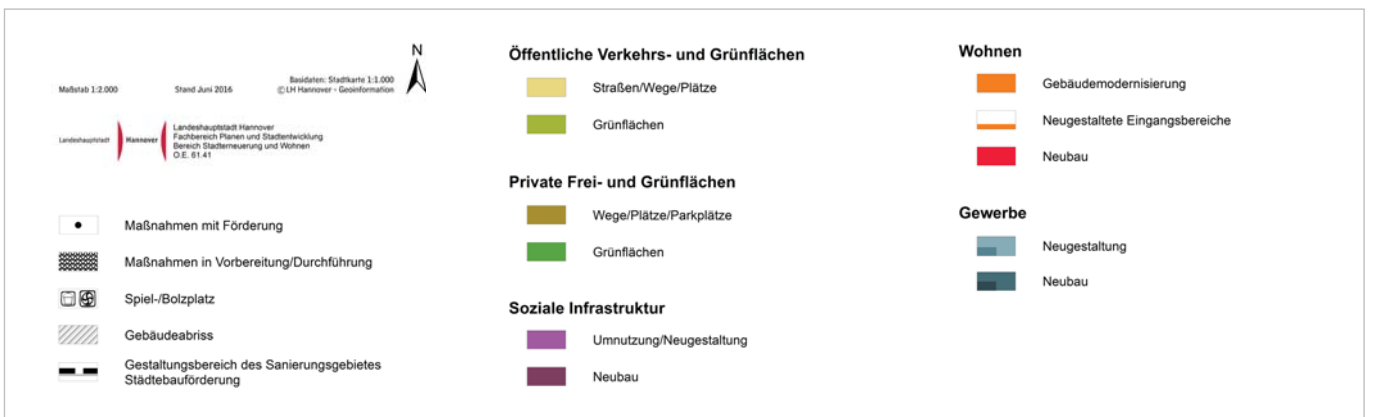 N
Maßstab 1:2.000
Stand Juni 2016
Basidaten: Stadtkarte 1:1.000
© LH Hannover - Geoinformation
Landeshauptstadt
Hannover
Landeshauptstadt Hannover
Fachbereich Planen und Stadtentwicklung
Bereich Stadterneuerung und Wohnen
O.E. 61.41
Maßnahmen mit Förderung
Maßnahmen in Vorbereitung/Durchführung
Spiel-/Bolzplatz
Gebäudeabriss
Gestaltungsbereich des Sanierungsgebietes
Städtebauförderung
Öffentliche Verkehrs- und Grünflächen
Straßen/Wege/Plätze
Grünflächen
Private Frei- und Grünflächen
Wege/Plätze/Parkplätze
Grünflächen
Soziale Infrastruktur
Umnutzung/Neugestaltung
Neubau
Wohnen
Gebäudemodernisierung
Neugestaltete Eingangsbereiche
Neubau
Gewerbe
Neugestaltung
Neubau